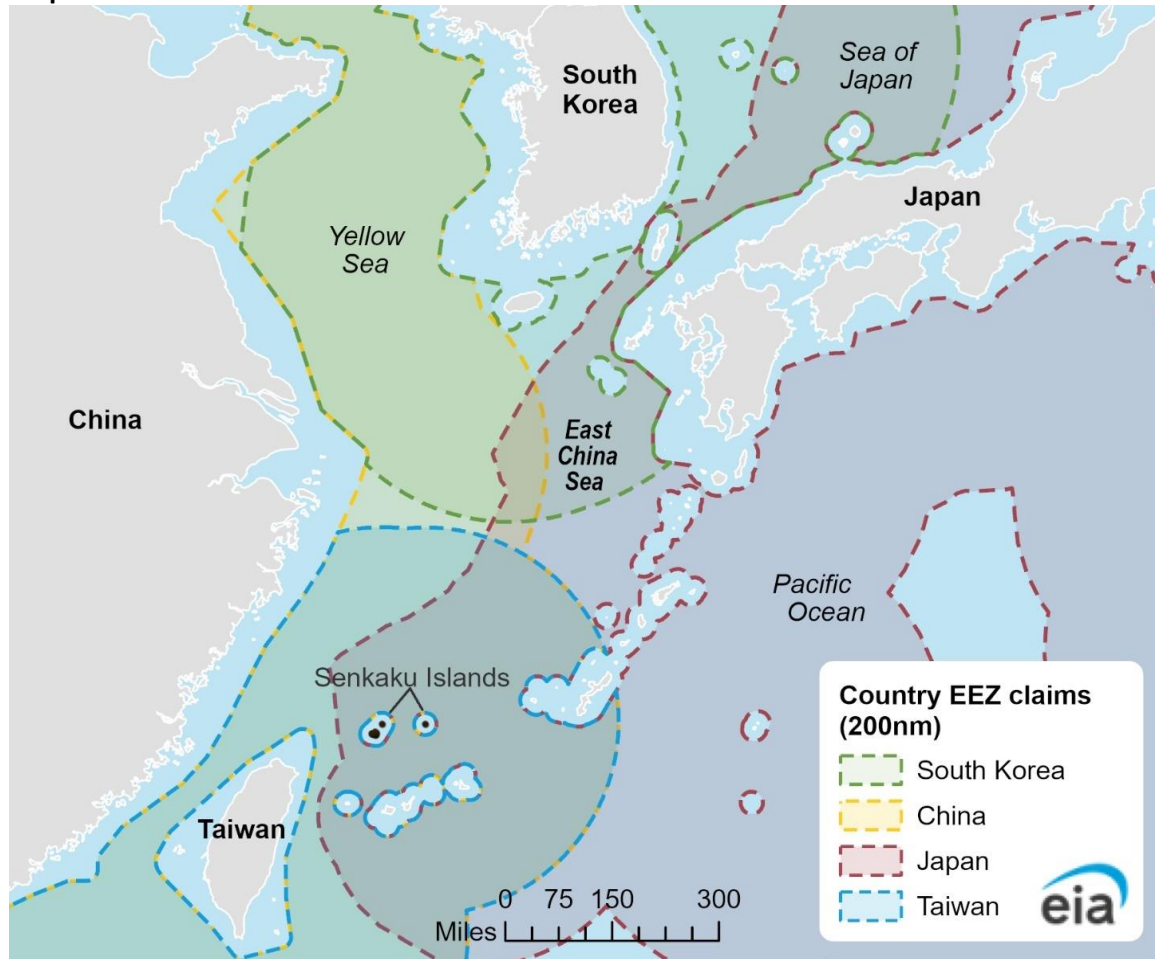 Sea of
Japan
South
Korea
Japan
Yellow
Sea
China
East
China
Sea
Pacific
Ocean
Senkaku Islands
Taiwan
0 75 150 300
Miles
Country EEZ claims
(200nm)
South Korea
China
Japan
Taiwan
eia